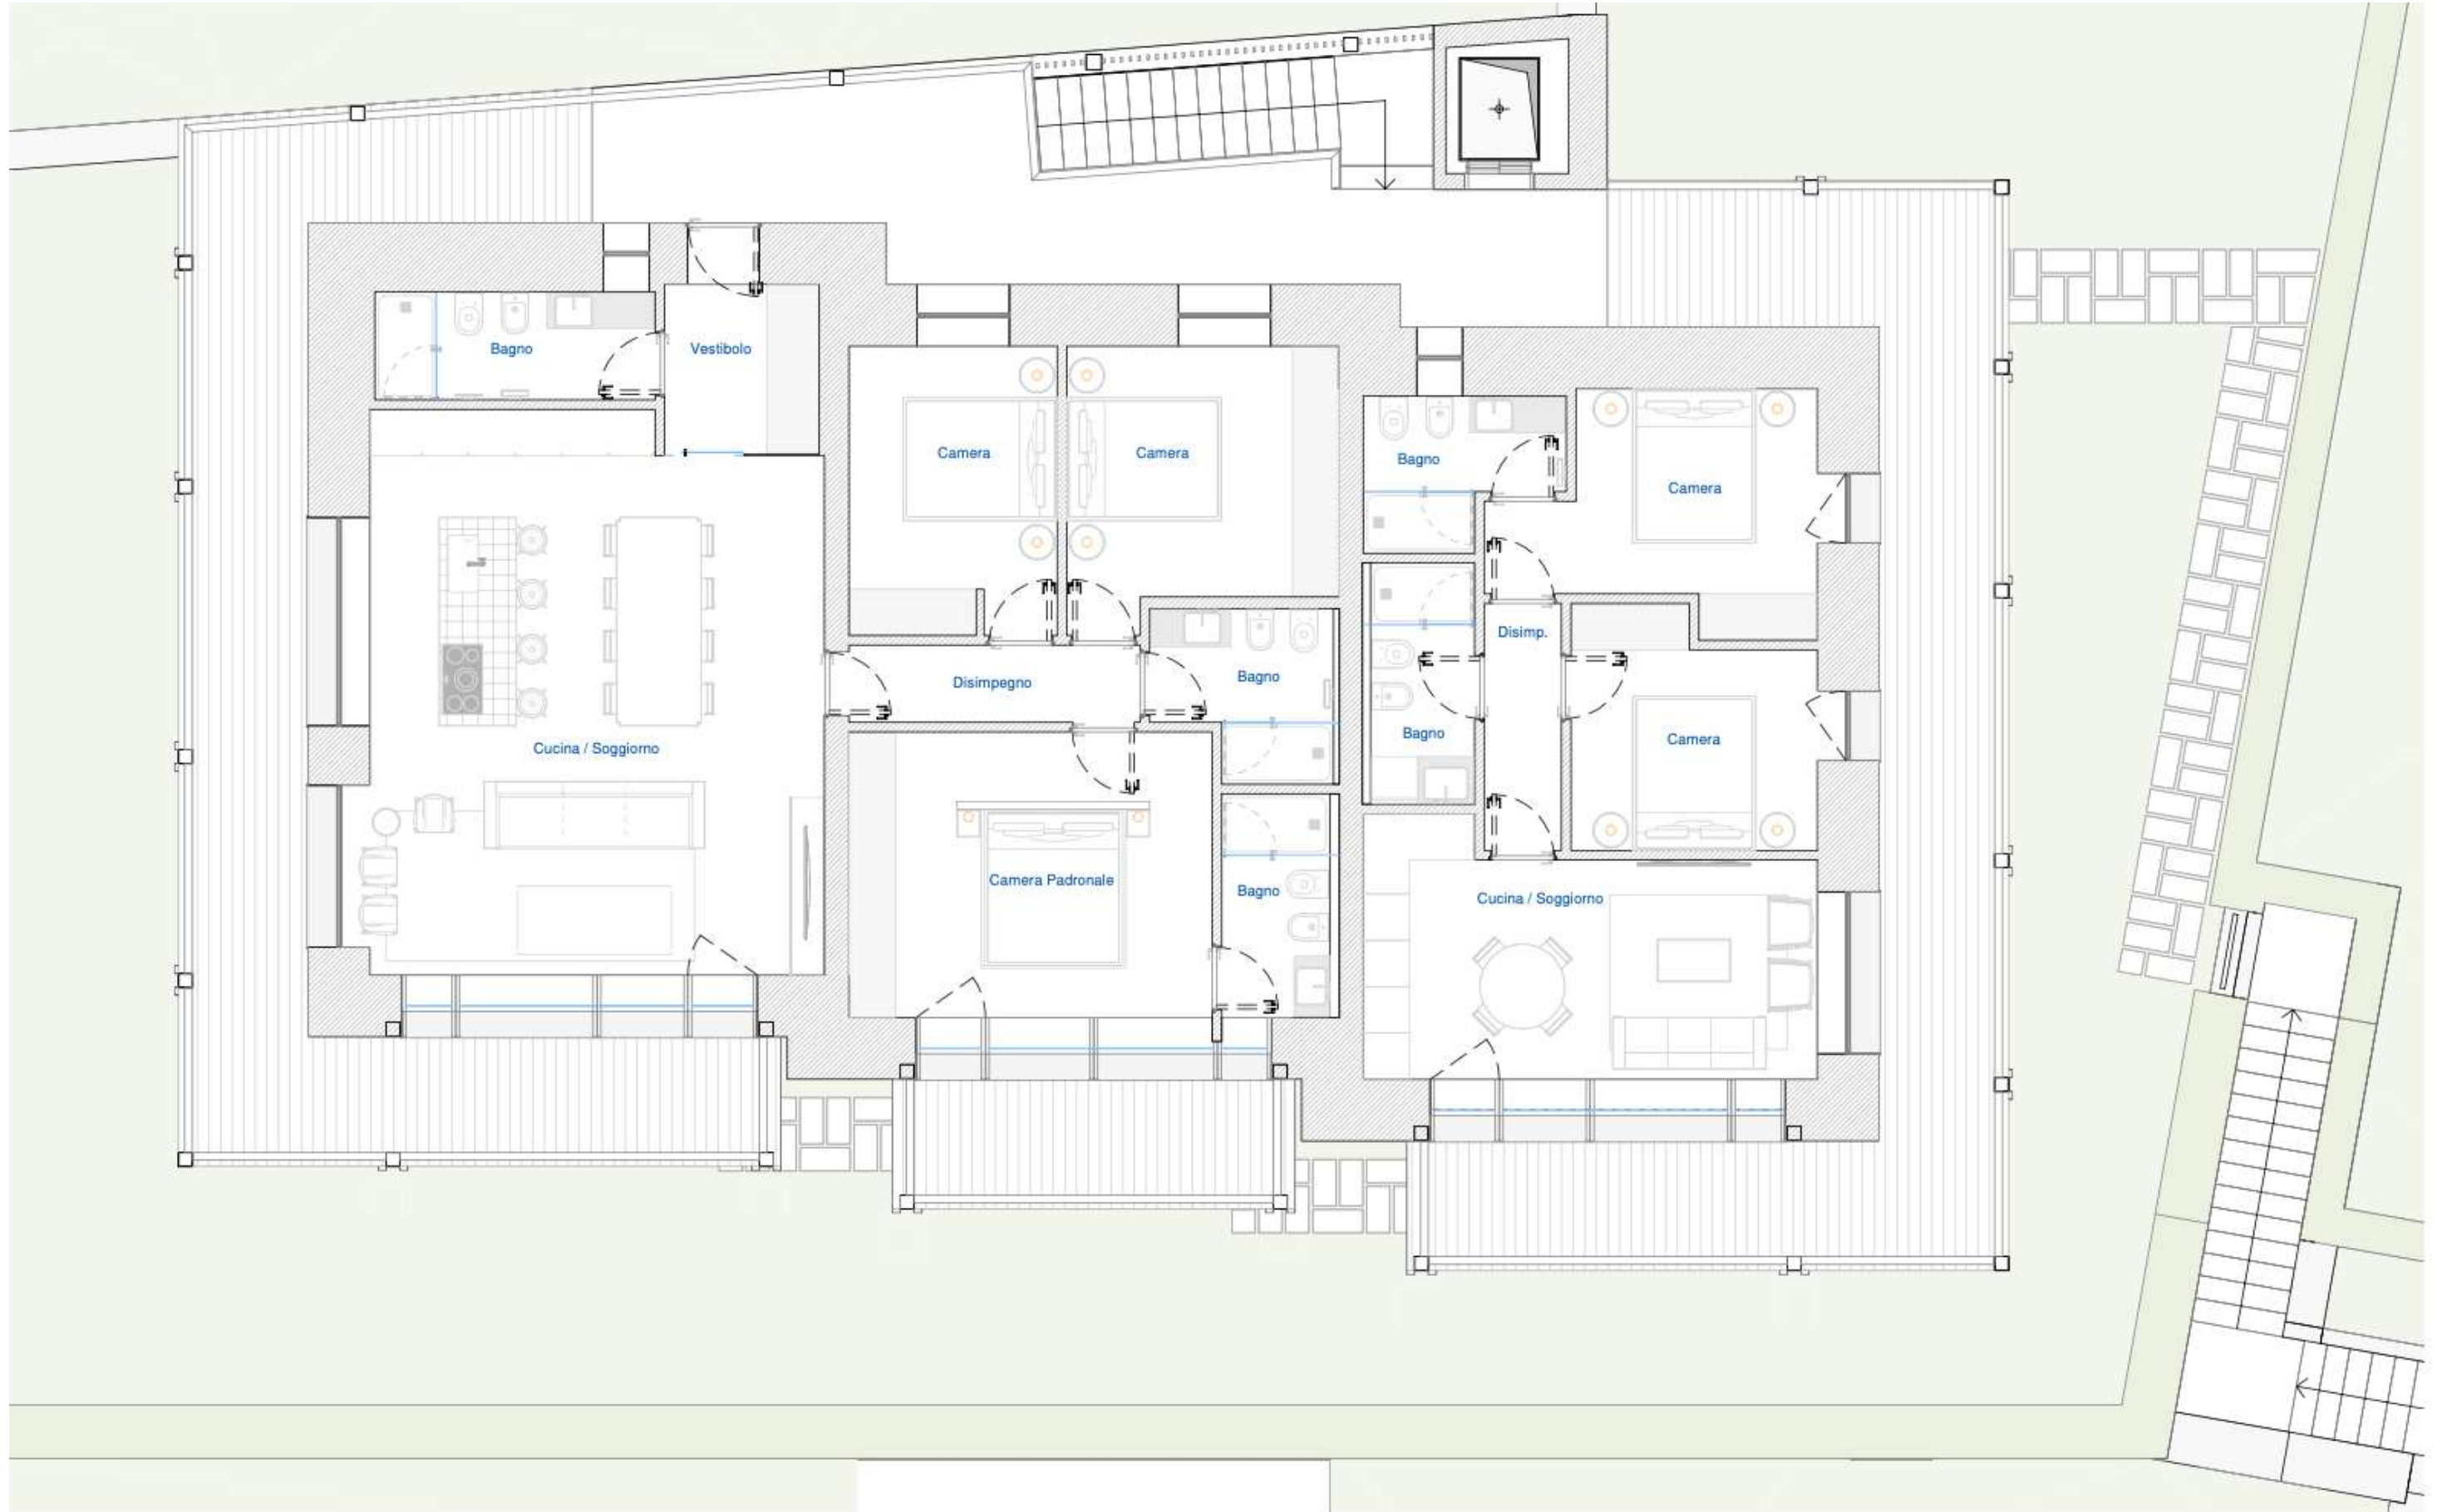 Bagno
Vestibolo
Camera
Camera
Bagno
Camera
Disimp.
Disimpegno
Bagno
Bagno
Camera
Cucina / Soggiorno
Camera Padronale
Bagno
Cucina / Soggiorno